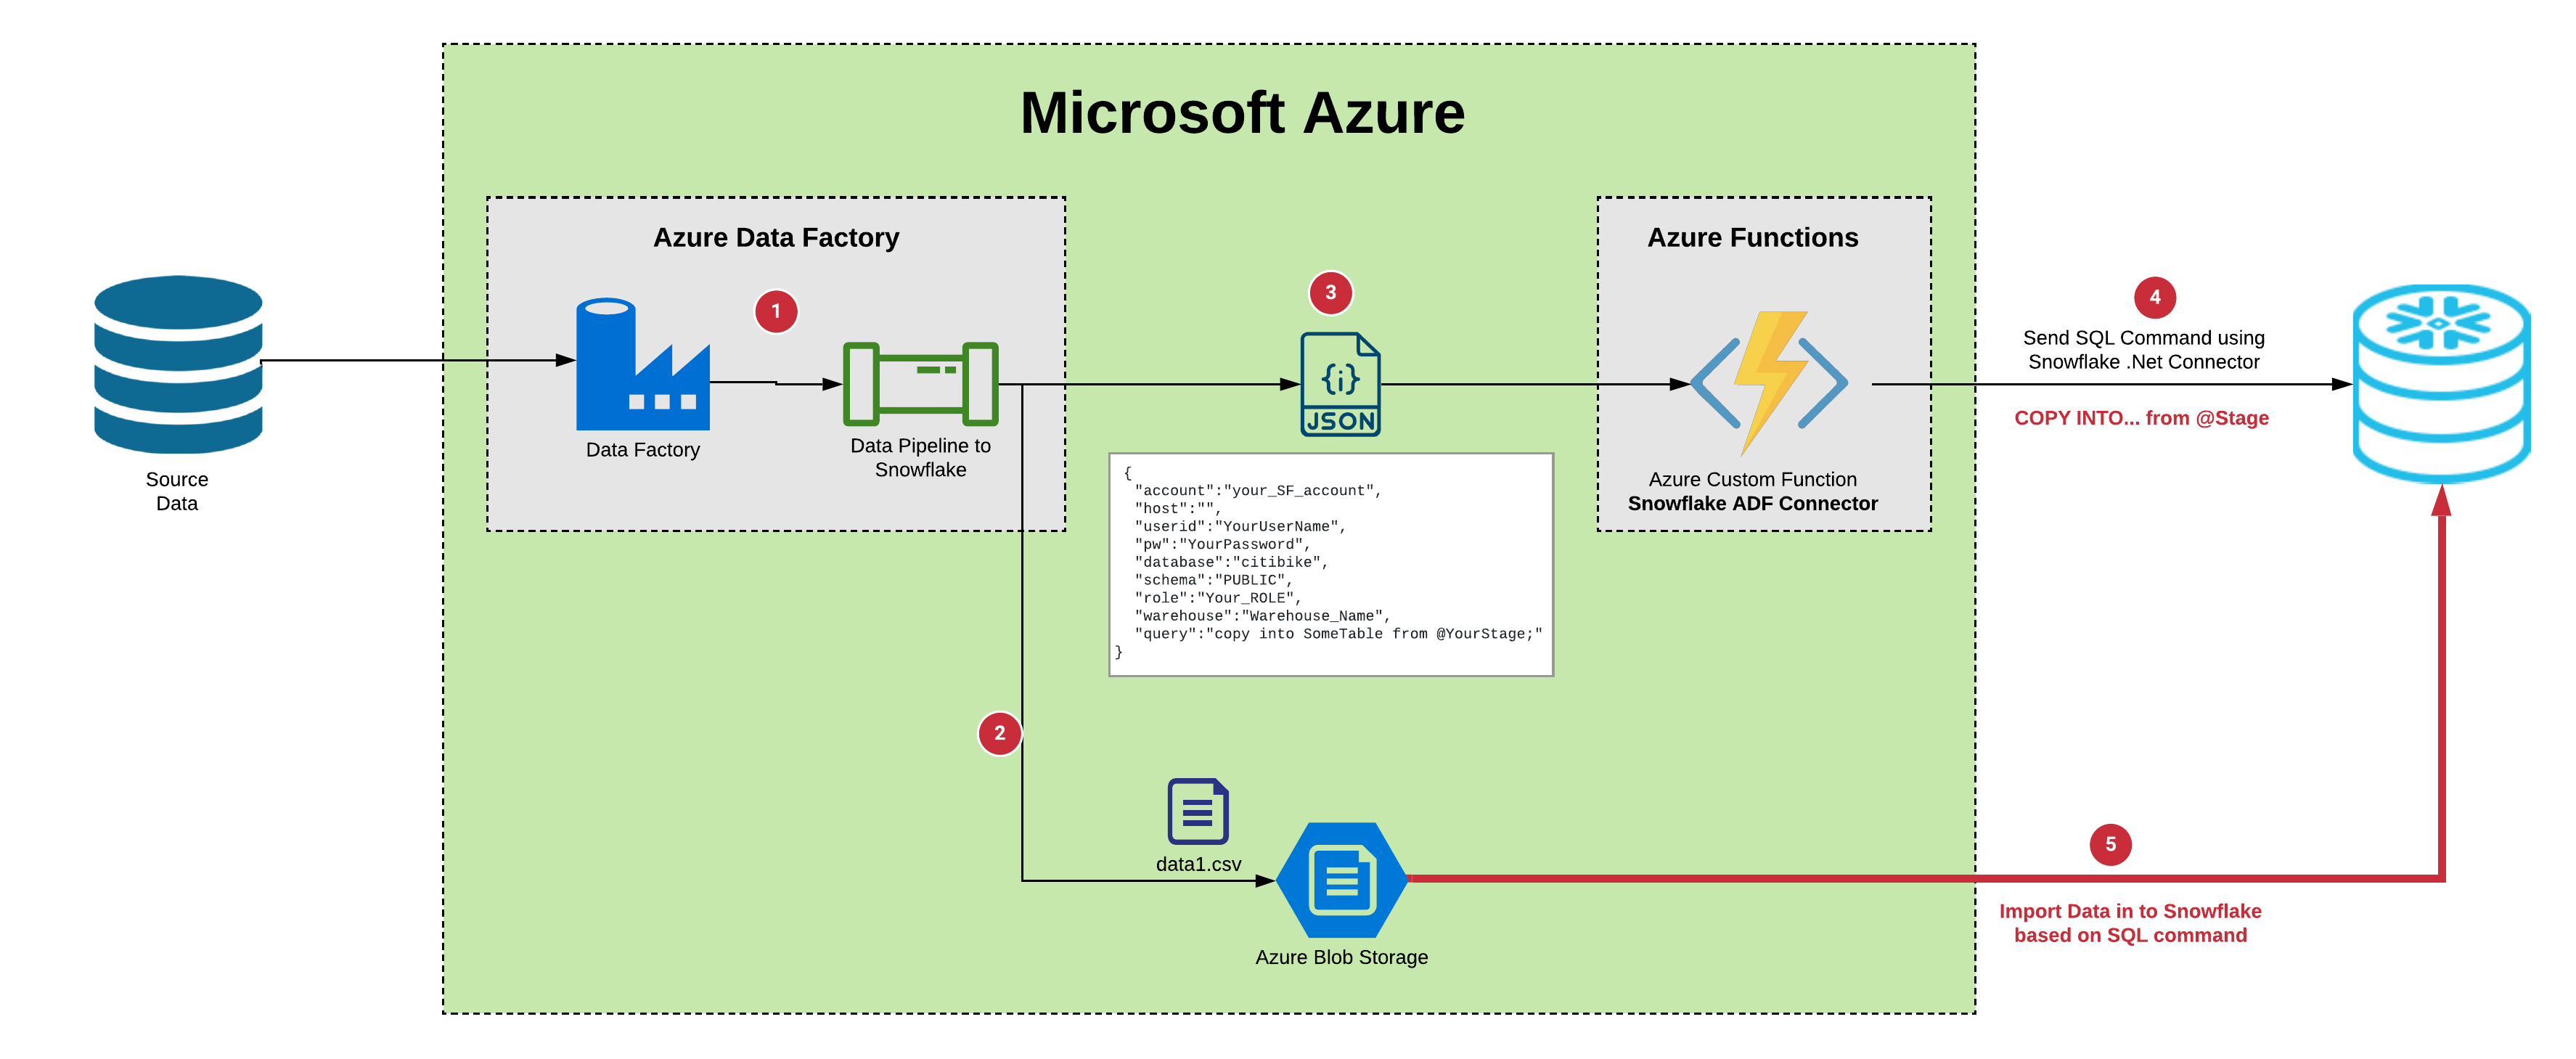 Microsoft Azure
Azure Data Factory
Azure Functions
1
3
4
Send SQL Command using
Snowflake .Net Connector
COPY INTO... from @Stage
{i}
JSON
Data Factory
Data Pipeline to
Snowflake
Source
Data
Azure Custom Function
Snowflake ADF Connector
{
"account":"your_SF_account",
"host":"",
"userid":"YourUserName",
"pw":"YourPassword",
"database":"citibike",
"schema":"PUBLIC",
"role":"Your_ROLE",
"warehouse":"Warehouse_Name",
"query":"copy into SomeTable from @YourStage;"
}
2
data1.csv
Azure Blob Storage
5
Import Data in to Snowflake
based on SQL command